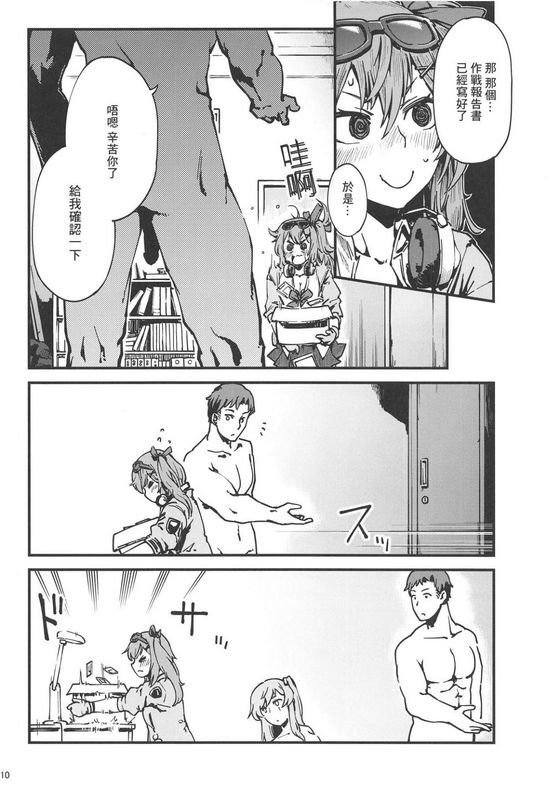 那 那個…
作戰報告書
已經寫好了
於是…
哇啊
唔嗯 辛苦你了
給我確認一下
スッ
ドサ
10